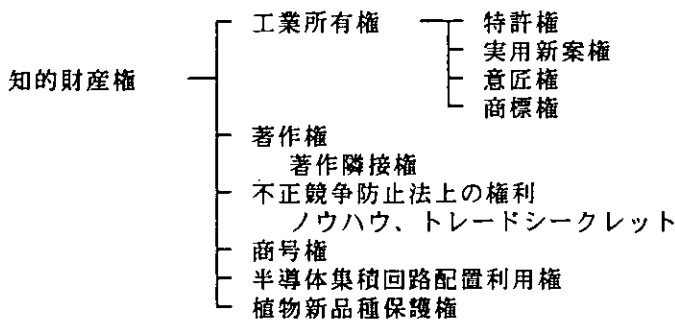 工業所有権 特許権
実用新案権
知的財産権 意匠権
商標権
著作権
著作隣接権
不正競争防止法上の権利
ノウハウ、トレードシークレット
商号権
半導体集積回路配置利用権
植物新品種保護権